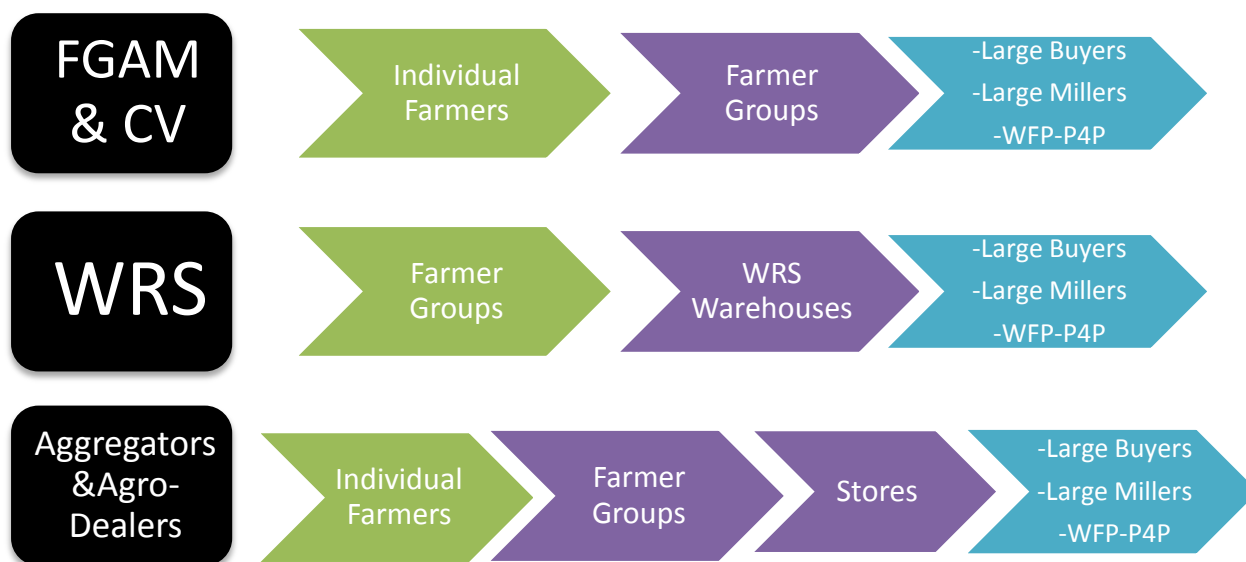 FGAM
& CV
Individual
Farmers
Farmer
Groups
-Large Buyers
-Large Millers
-WFP-P4P
WRS
Farmer
Groups
WRS
Warehouses
-Large Buyers
-Large Millers
-WFP-P4P
Aggregators
&Agro-
Dealers
Individual
Farmers
Farmer
Groups
Stores
-Large Buyers
-Large Millers
-WFP-P4P